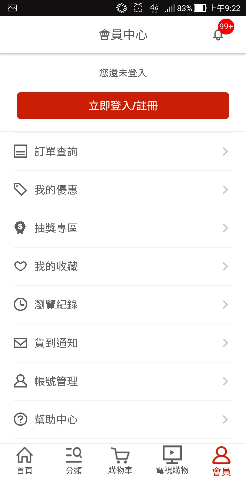 83% 上午9:22
會員中心
99+
您還未登入
立即登入/註冊
訂單查詢
我的優惠
抽獎專區
我的收藏
瀏覽紀錄
貨到通知
帳號管理
幫助中心
首頁 分類 購物車 電視購物 會員